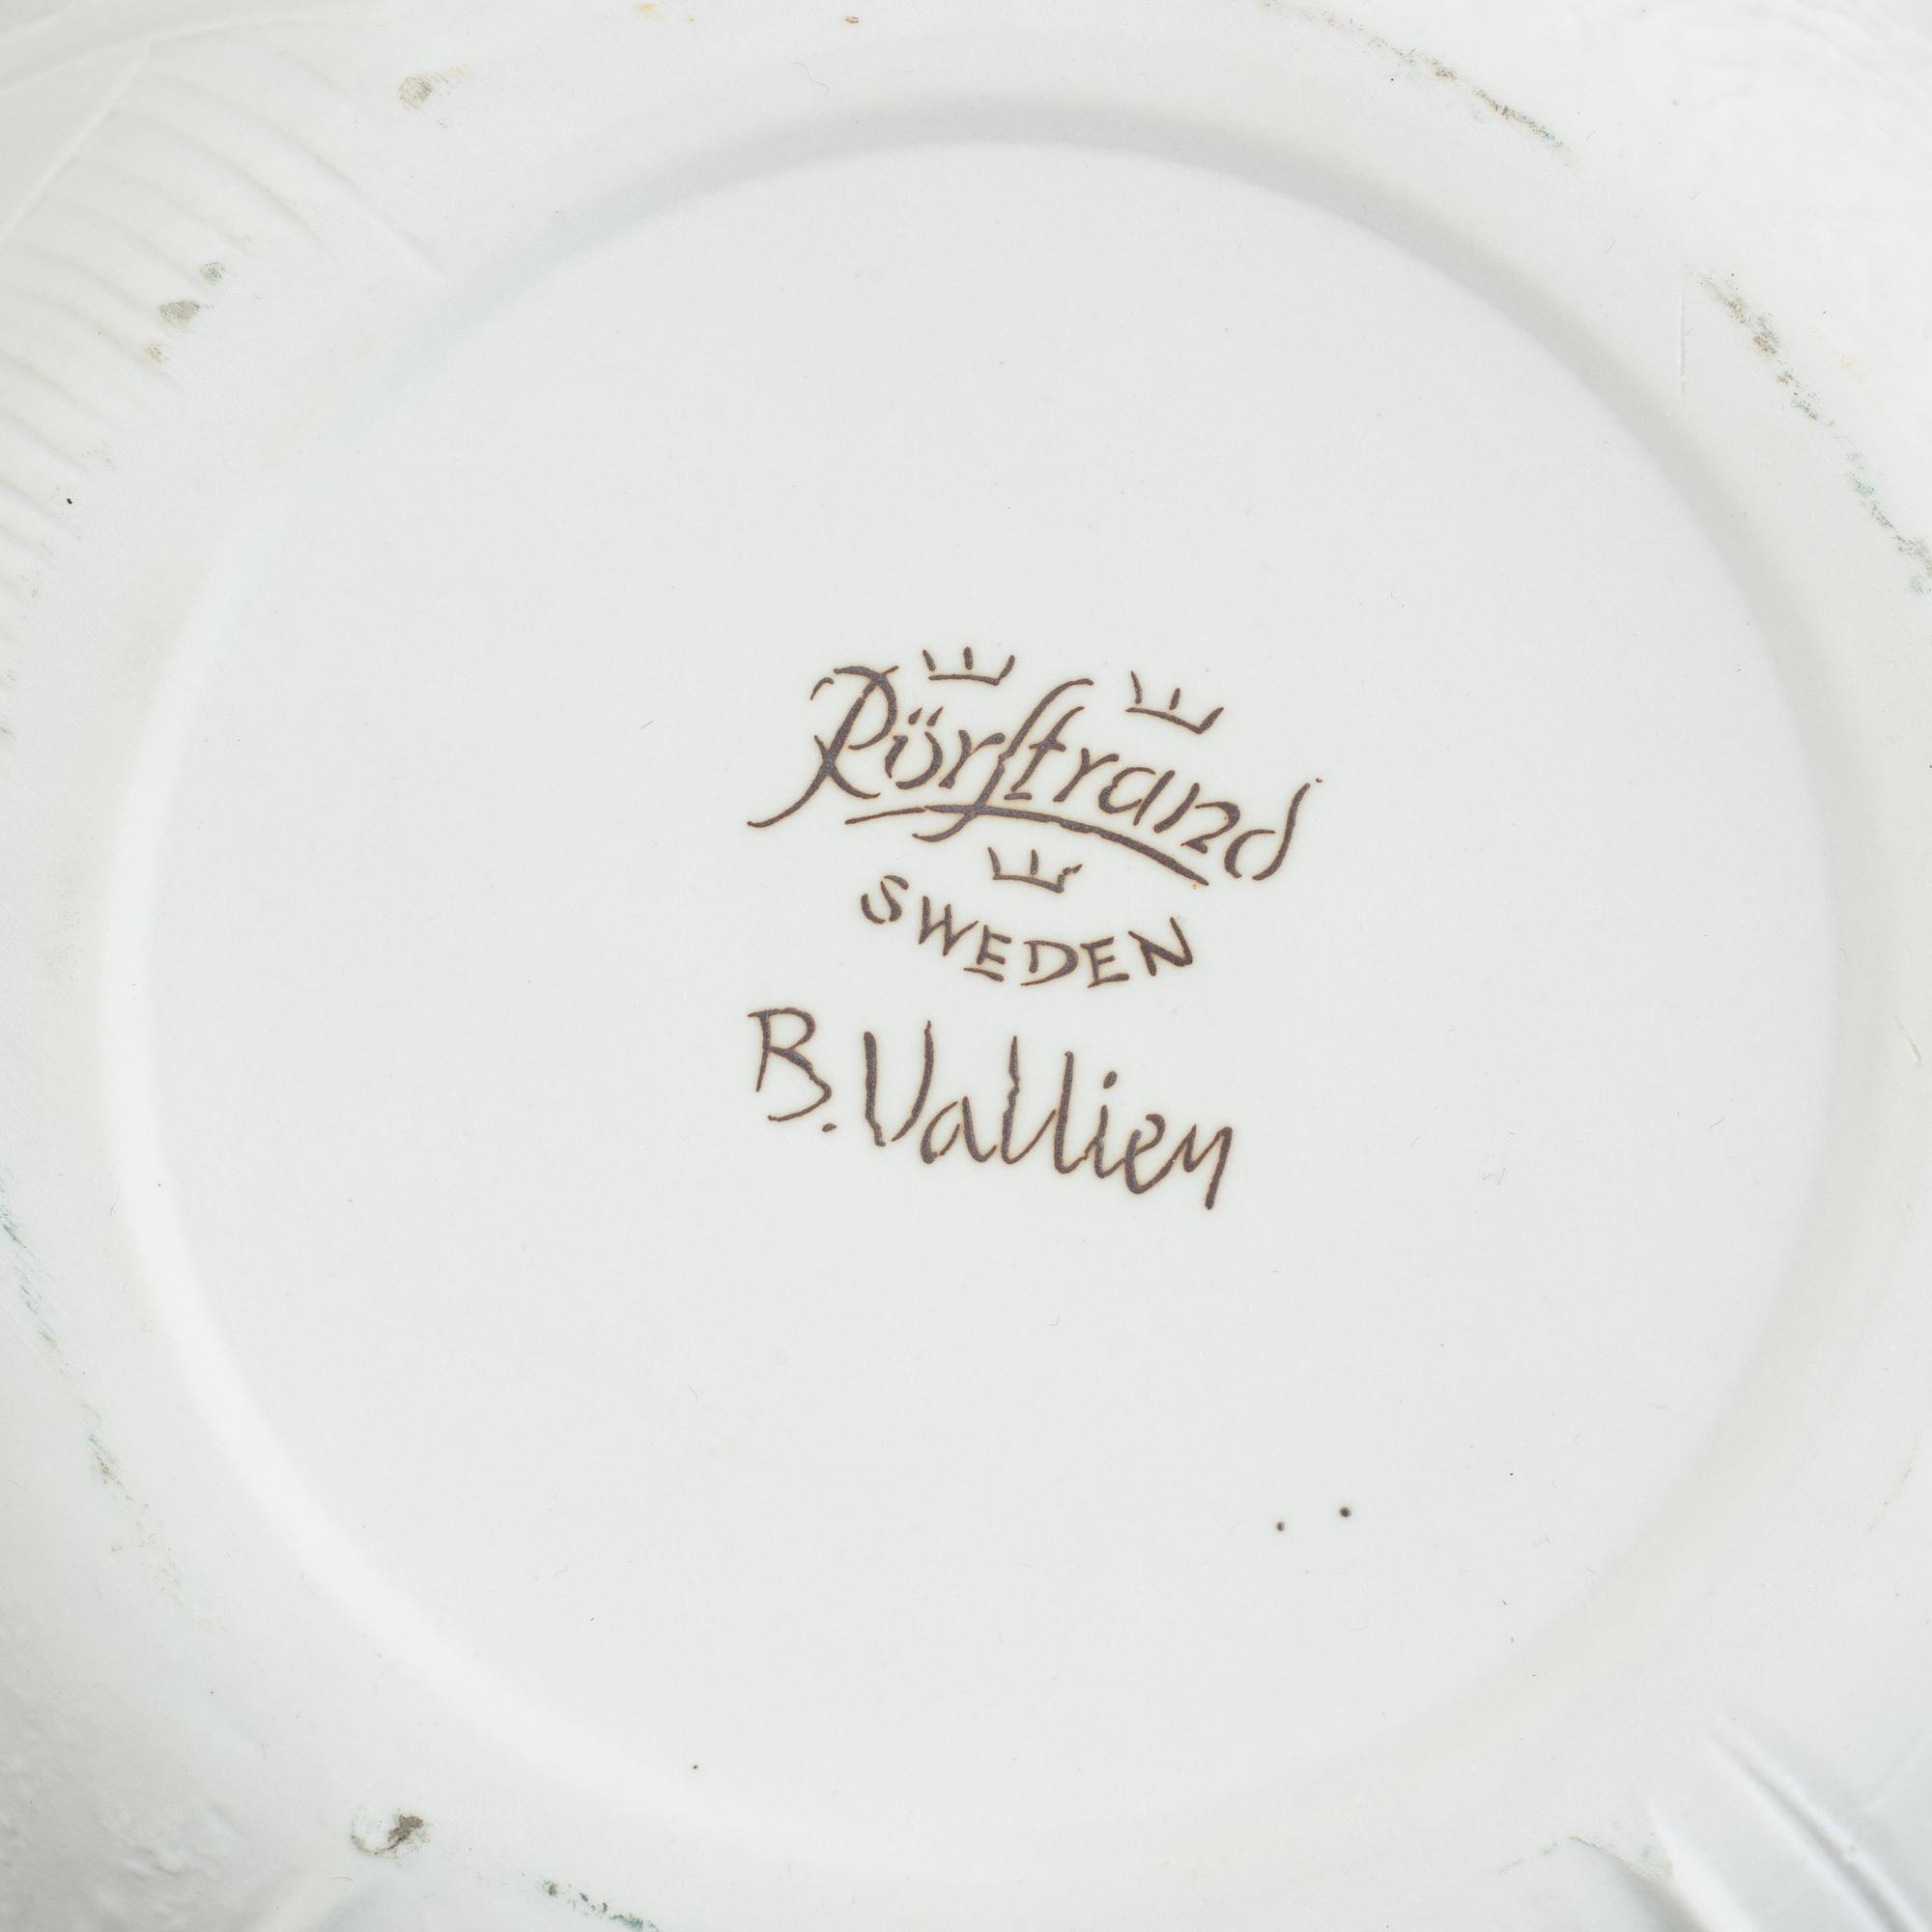 Rörstrand
SWEDEN
B. Vallien